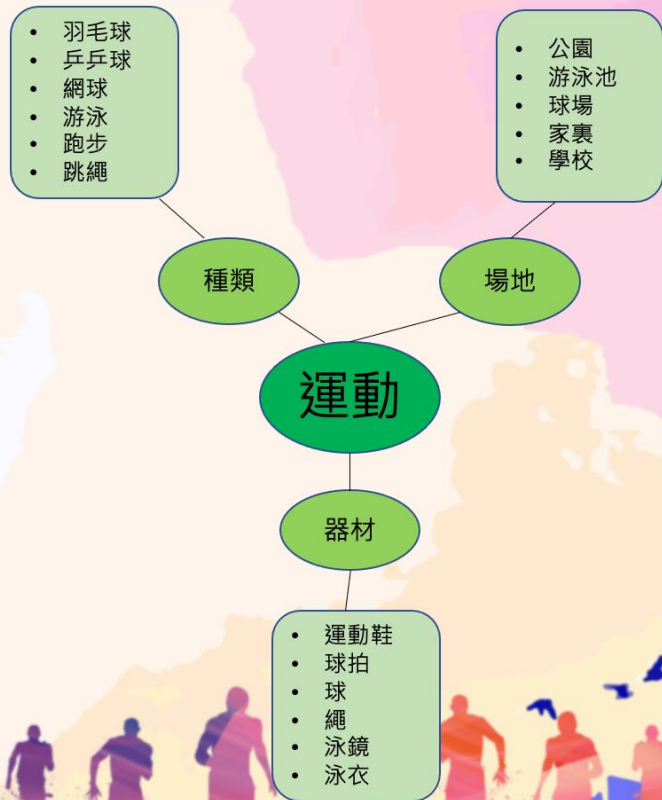 羽毛球
乒乒球
網球
游泳
跑步
跳繩
公園
游泳池
球場
家裏
學校
種類
場地
運動
器材
運動鞋
球拍
球
繩
泳鏡
泳衣